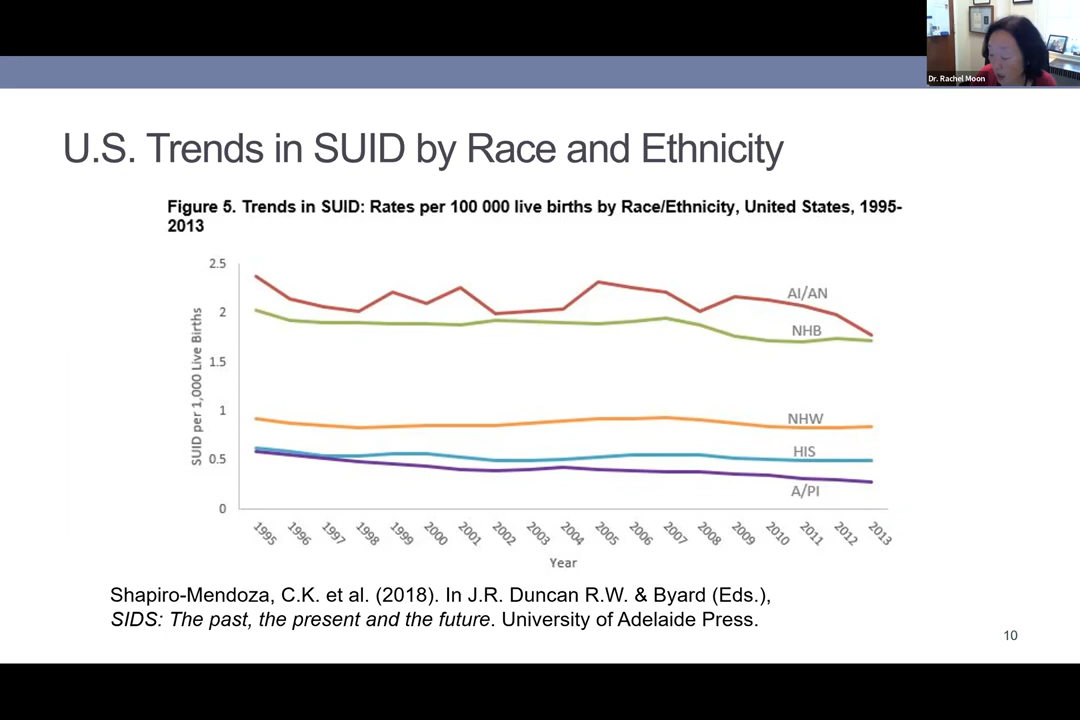 Dr. Rachel Moon
U.S. Trends in SUID by Race and Ethnicity
Figure 5. Trends in SUID: Rates per 100 000 live births by Race/Ethnicity, United States, 1995-
2013
SUID per 1,000 Live Births
2.5
2
1.5
1
0.5
0
AI/AN
NHB
NHW
HIS
A/PI
1995
1996
1997
1998
1999
2000
2001
2002
2003
2004
2005
2006
2007
2008
2009
2010
2011
2012
2013
Year
Shapiro-Mendoza, C.K. et al. (2018). In J.R. Duncan R.W. & Byard (Eds.),
SIDS: The past, the present and the future. University of Adelaide Press.
10